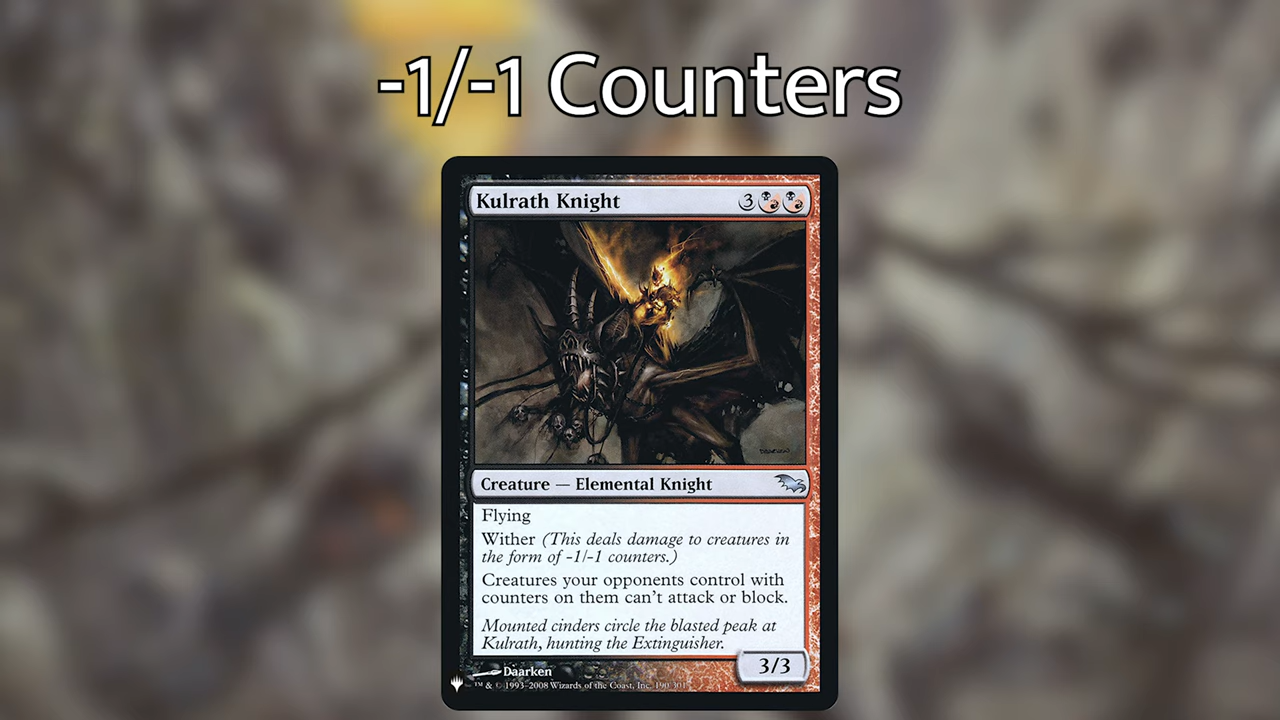 -1/-1 Counters
Kulrath Knight 3
Creature — Elemental Knight
Flying
Wither (This deals damage to creatures in
the form of -1/-1 counters.)
Creatures your opponents control with
counters on them can't attack or block.
Mounted cinders circle the blasted peak at
Kulrath, hunting the Extinguisher.
3/3
Daarken
™ & © 1993-2008 Wizards of the Coast, Inc. 190/301